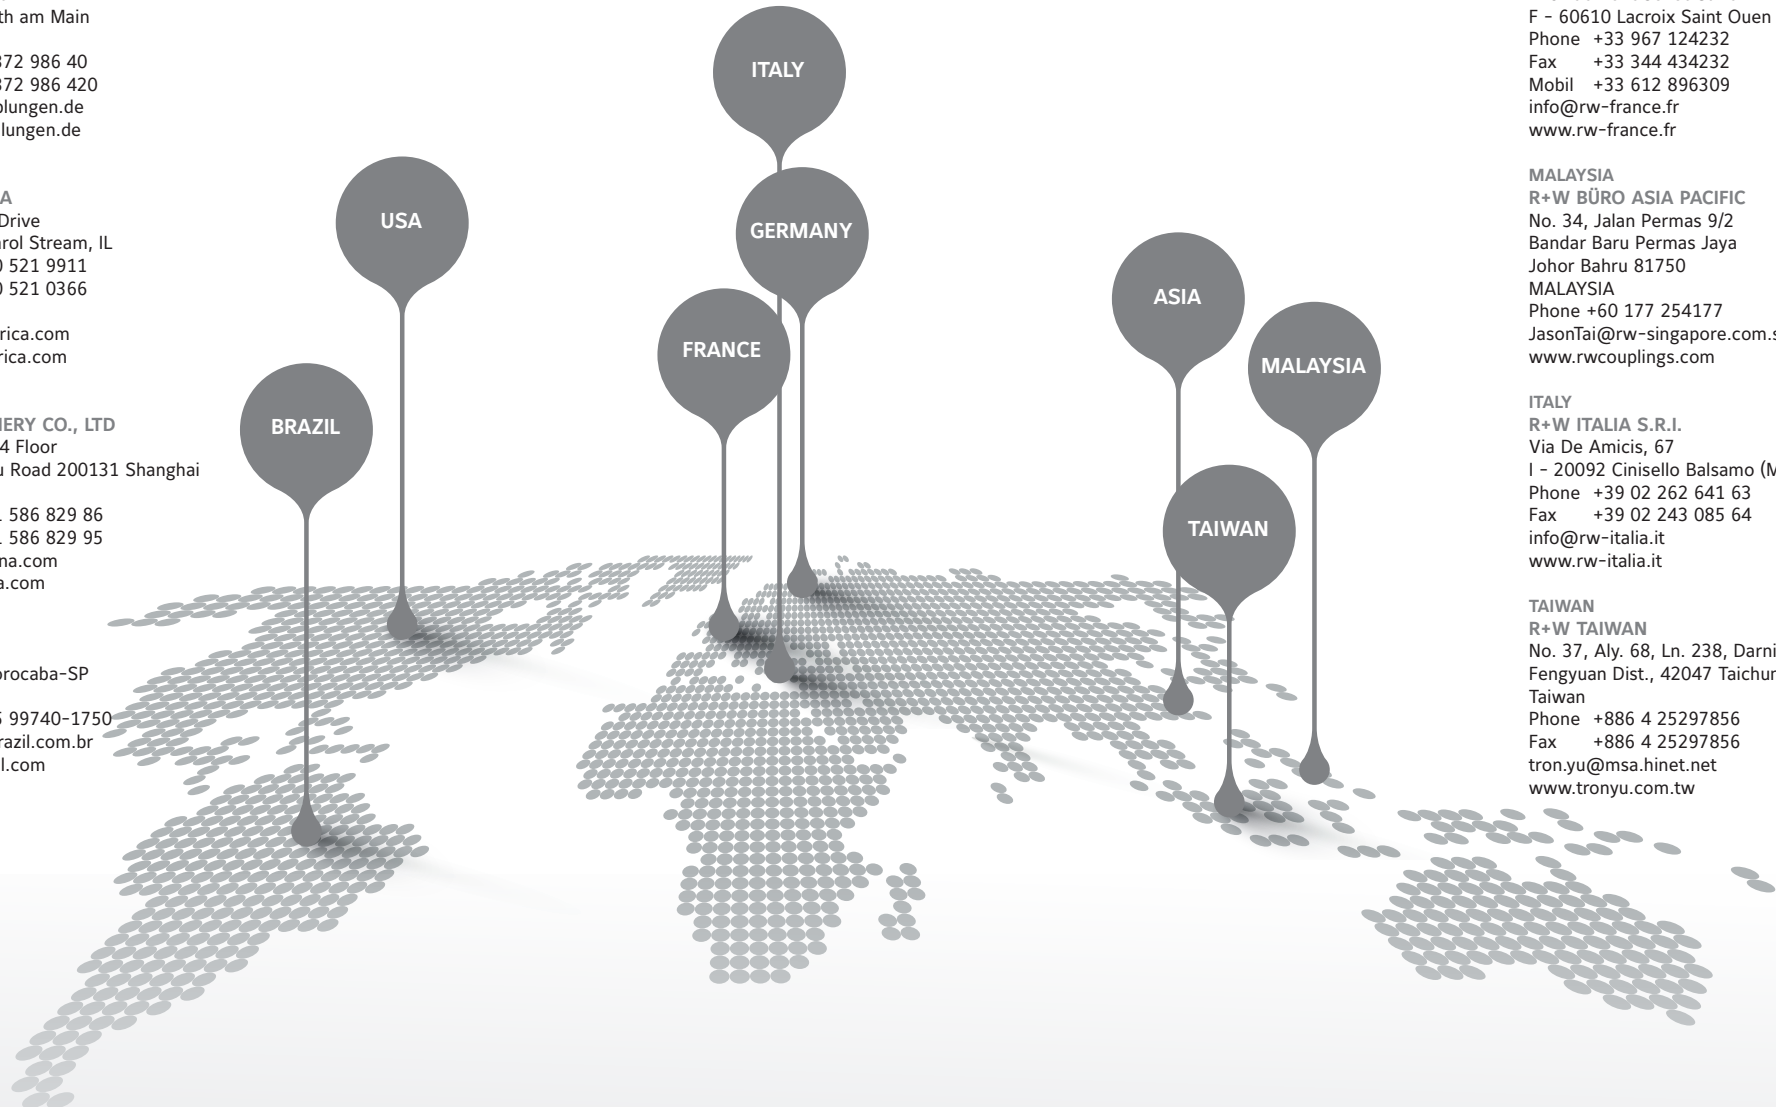 th am Main
372 986 40
372 986 420
plungen.de
lungen.de
A
Drive
arol Stream, IL
0 521 9911
0 521 0366
rica.com
rica.com
NERY CO., LTD
4 Floor
u Road 200131 Shanghai
1 586 829 86
1 586 829 95
na.com
a.com
orocaba-SP
5 99740-1750
razil.com.br
l.com
ITALY
USA
GERMANY
ASIA
FRANCE
MALAYSIA
BRAZIL
TAIWAN
F - 60610 Lacroix Saint Ouen
Phone +33 967 124232
Fax +33 344 434232
Mobil +33 612 896309
info@rw-france.fr
www.rw-france.fr
MALAYSIA
R+W BÜRO ASIA PACIFIC
No. 34, Jalan Permas 9/2
Bandar Baru Permas Jaya
Johor Bahru 81750
MALAYSIA
Phone +60 177 254177
JasonTai@rw-singapore.com.s
www.rwcouplings.com
ITALY
R+W ITALIA S.R.I.
Via De Amicis, 67
I - 20092 Cinisello Balsamo (M
Phone +39 02 262 641 63
Fax +39 02 243 085 64
info@rw-italia.it
www.rw-italia.it
TAIWAN
R+W TAIWAN
No. 37, Aly. 68, Ln. 238, Darni
Fengyuan Dist., 42047 Taichun
Taiwan
Phone +886 4 25297856
Fax +886 4 25297856
tron.yu@msa.hinet.net
www.tronyu.com.tw